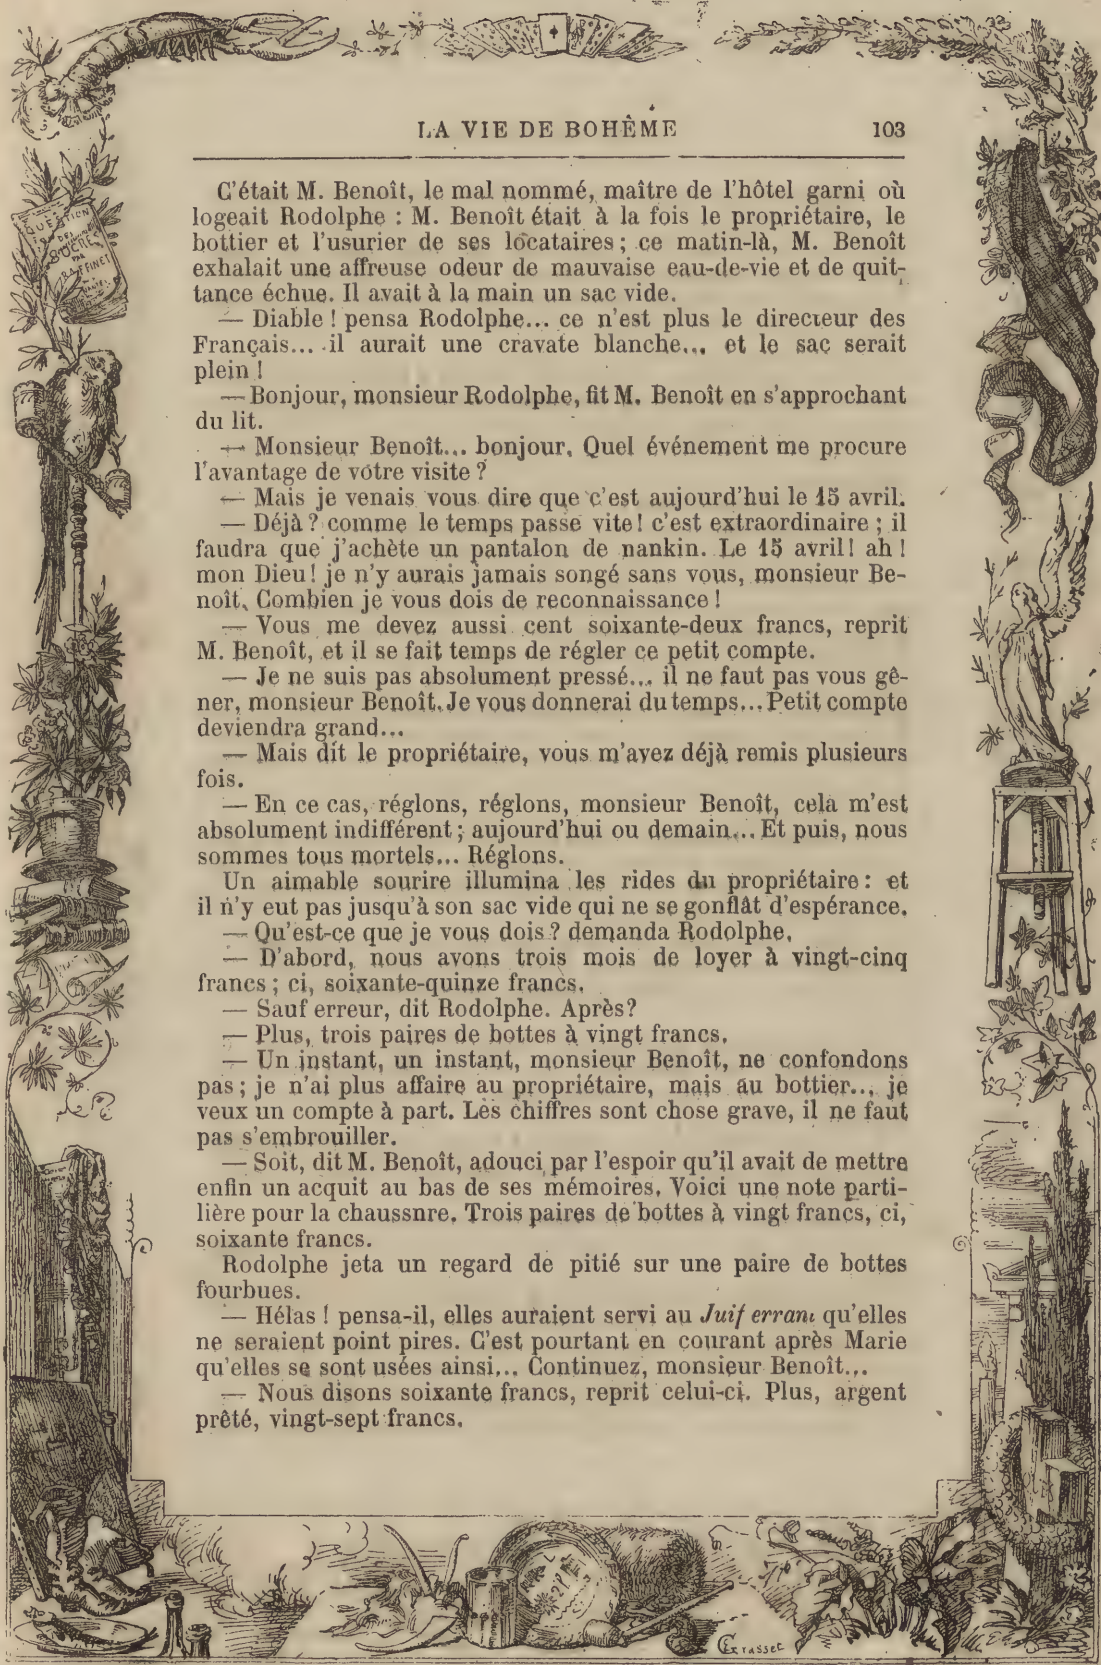 LA VIE DE BOHÊME 103
C'était M. Benoît, le mal nommé, maître de l'hôtel garni où
logeait Rodolphe : M. Benoît était à la fois le propriétaire, le
bottier et l'usurier de ses locataires ; ce matin-là, M. Benoît
exhalait une affreuse odeur de mauvaise eau-de-vie et de quit-
tance échue. Il avait à la main un sac vide.
— Diable ! pensa Rodolphe... ce n'est plus le directeur des
Français... il aurait une cravate blanche... et le sac serait
plein !
— Bonjour, monsieur Rodolphe, fit M. Benoît en s'approchant
du lit.
— Monsieur Benoît... bonjour. Quel événement me procure
l'avantage de votre visite ?
— Mais je venais vous dire que c'est aujourd'hui le 15 avril.
— Déjà ? comme le temps passe vite ! c'est extraordinaire ; il
faudra que j'achète un pantalon de nankin. Le 15 avril ! ah !
mon Dieu ! je n'y aurais jamais songé sans vous, monsieur Be-
noît. Combien je vous dois de reconnaissance !
— Vous me devez aussi cent soixante-deux francs, reprit
M. Benoît, et il se fait temps de régler ce petit compte.
— Je ne suis pas absolument pressé... il ne faut pas vous gê-
ner, monsieur Benoît. Je vous donnerai du temps... Petit compte
deviendra grand...
— Mais dit le propriétaire, vous m'avez déjà remis plusieurs
fois.
— En ce cas, réglons, réglons, monsieur Benoît, cela m'est
absolument indifférent ; aujourd'hui ou demain... Et puis, nous
sommes tous mortels... Réglons.
Un aimable sourire illumina les rides du propriétaire : et
il n'y eut pas jusqu'à son sac vide qui ne se gonflât d'espérance.
— Qu'est-ce que je vous dois ? demanda Rodolphe.
— D'abord, nous avons trois mois de loyer à vingt-cinq
francs ; ci, soixante-quinze francs.
— Sauf erreur, dit Rodolphe. Après?
— Plus, trois paires de bottes à vingt francs.
— Un instant, un instant, monsieur Benoît, ne confondons
pas ; je n'ai plus affaire au propriétaire, mais au bottier... je
veux un compte à part. Les chiffres sont chose grave, il ne faut
pas s'embrouiller.
— Soit, dit M. Benoît, adouci par l'espoir qu'il avait de mettre
enfin un acquit au bas de ses mémoires. Voici une note parti-
lière pour la chaussnre. Trois paires de bottes à vingt francs, ci,
soixante francs.
Rodolphe jeta un regard de pitié sur une paire de bottes
fourbues.
— Hélas ! pensa-il, elles auraient servi au Juif errant qu'elles
ne seraient point pires. C'est pourtant en courant après Marie
qu'elles se sont usées ainsi... Continuez, monsieur Benoît...
— Nous disons soixante francs, reprit celui-ci. Plus, argent
prêté, vingt-sept francs.
QUESTION
DES
SUCRES
PAR
RAFFINET
EGrasset